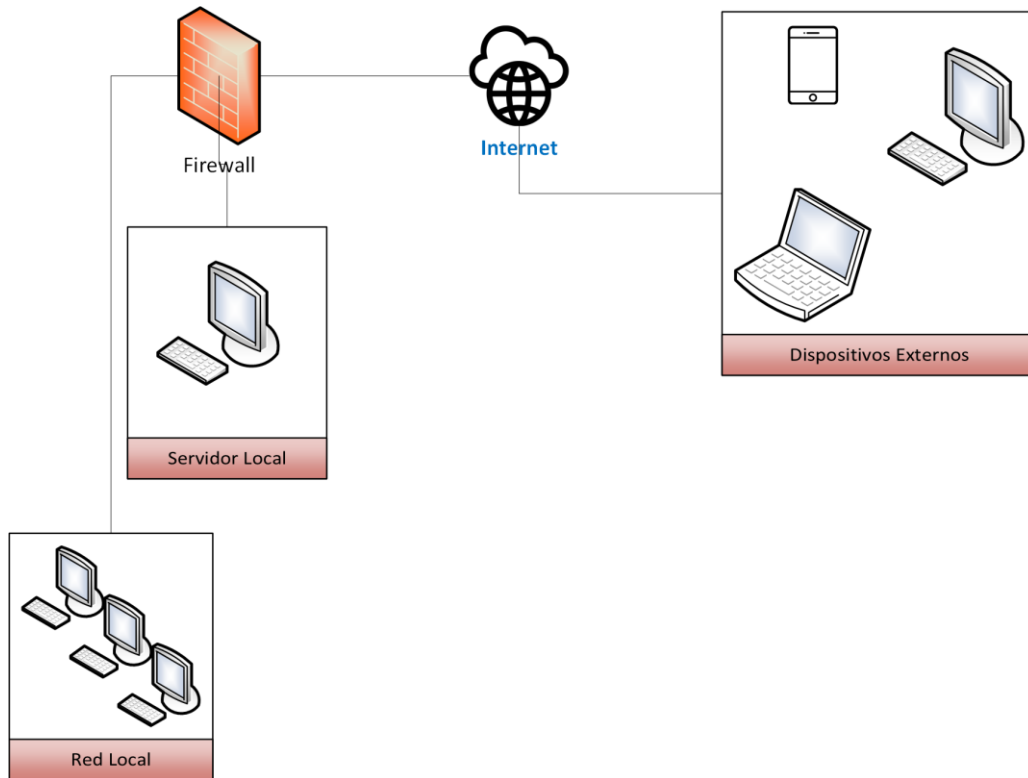 Firewall
Internet
Dispositivos Externos
Servidor Local
Red Local